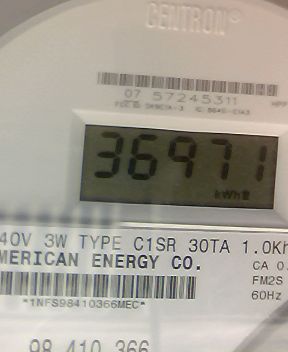 CENTRON®
07 57245311
36971
kWh
40V 3W TYPE C1SR 30TA 1.0Kh
MERICAN ENERGY CO.
CA 0.
*1NFS98410366MEC*
FM2S
60Hz
98 410 366